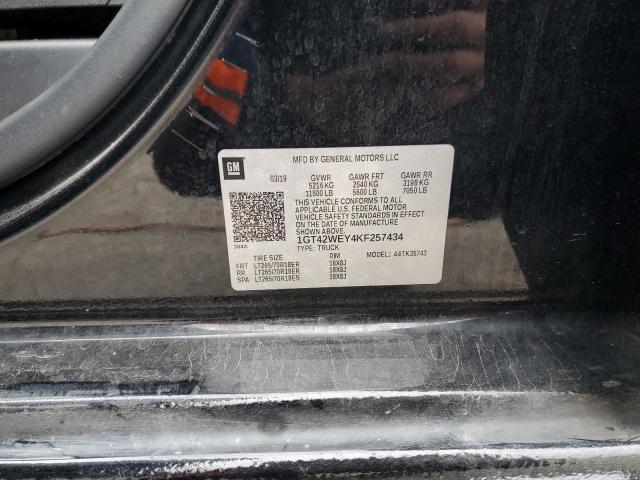 GM
MFD BY GENERAL MOTORS LLC
03/19 GVWR GAWR FRT GAWR RR
5216 KG 2540 KG 3198 KG
11500 LB 5600 LB 7050 LB
THIS VEHICLE CONFORMS TO ALL
APPLICABLE U.S. FEDERAL MOTOR
VEHICLE SAFETY STANDARDS IN
EFFECT ON THE DATE OF MANUFACTURE
SHOWN ABOVE.
1GT42WEY4KF257434
384A
TYPE: TRUCK
TIRE SIZE RIM MODEL: 44TK35743
FRT LT265/70R18ER 18X8J
RR LT265/70R18ER 18X8J
SPA LT265/70R18ES 18X8J